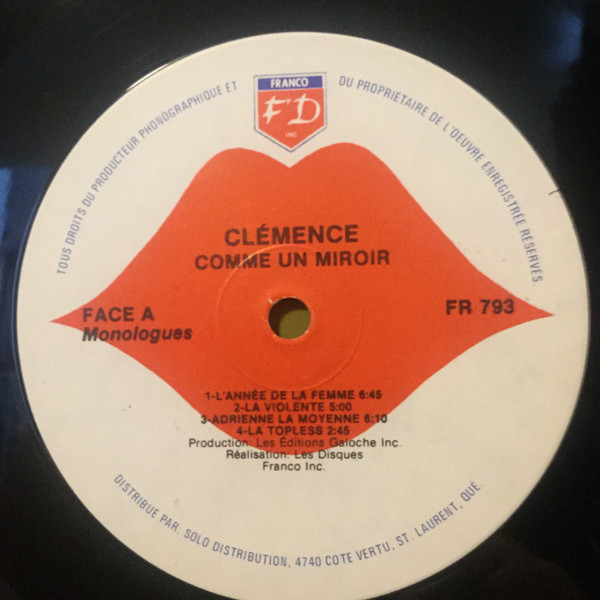 TOUS DROITS DU PRODUCTEUR PHONOGRAPHIQUE ET DU PROPRIETAIRE DE L'OEUVRE ENREGISTRÉE RÉSERVÉS.
FRANCO
FD
INC.
CLÉMENCE
COMME UN MIROIR
FACE A
Monologues
FR 793
1-L'ANNÉE DE LA FEMME 6:45
2-LA VIOLENTE 5:00
3-ADRIENNE LA MOYENNE 6:10
4-LA TOPLESS 2:45
Production: Les Éditions Galoche Inc.
Réalisation: Les Disques
Franco Inc.
DISTRIBUE PAR: SOLO DISTRIBUTION, 4740 COTE VERTU, ST. LAURENT, QUÉ.